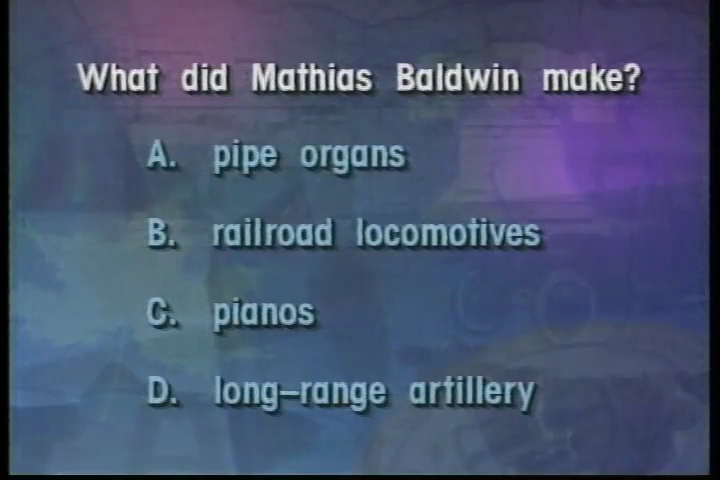 What did Mathias Baldwin make?
A. pipe organs
B. railroad locomotives
C. pianos
D. long-range artillery